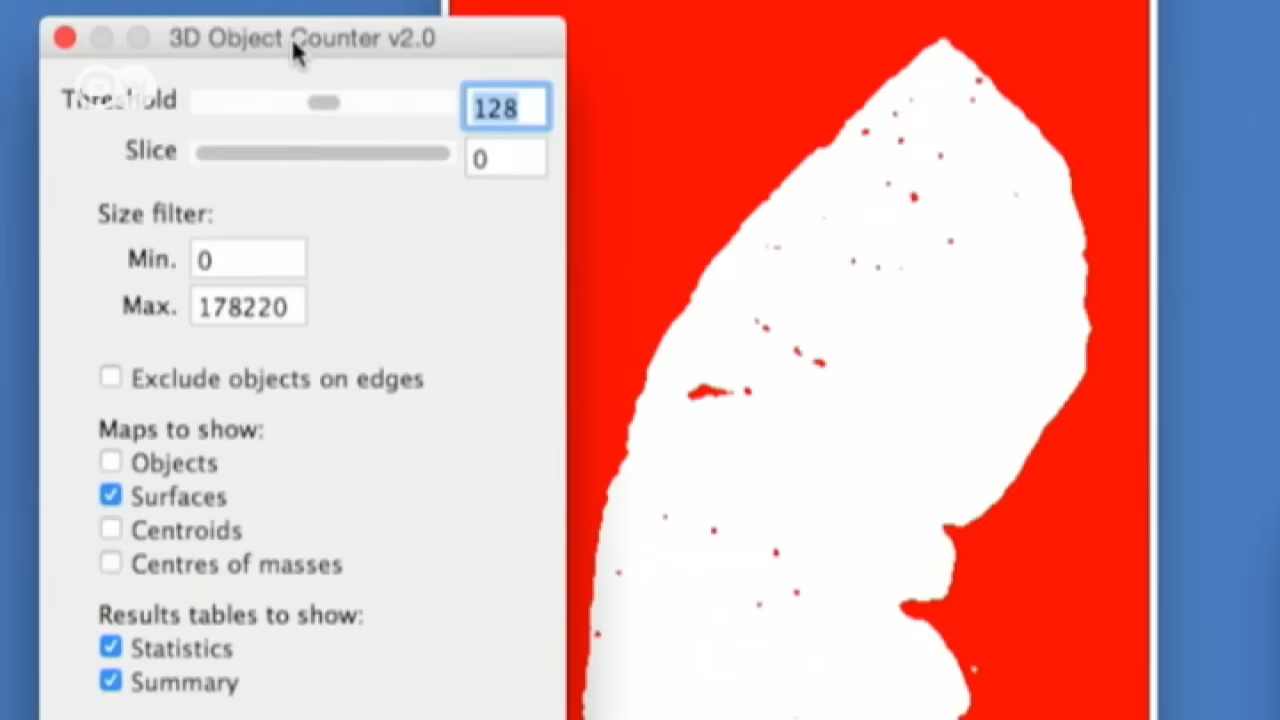 3D Object Counter v2.0
Threshold 128
Slice 0
Size filter:
Min. 0
Max. 178220
Exclude objects on edges
Maps to show:
Objects
Surfaces
Centroids
Centres of masses
Results tables to show:
Statistics
Summary